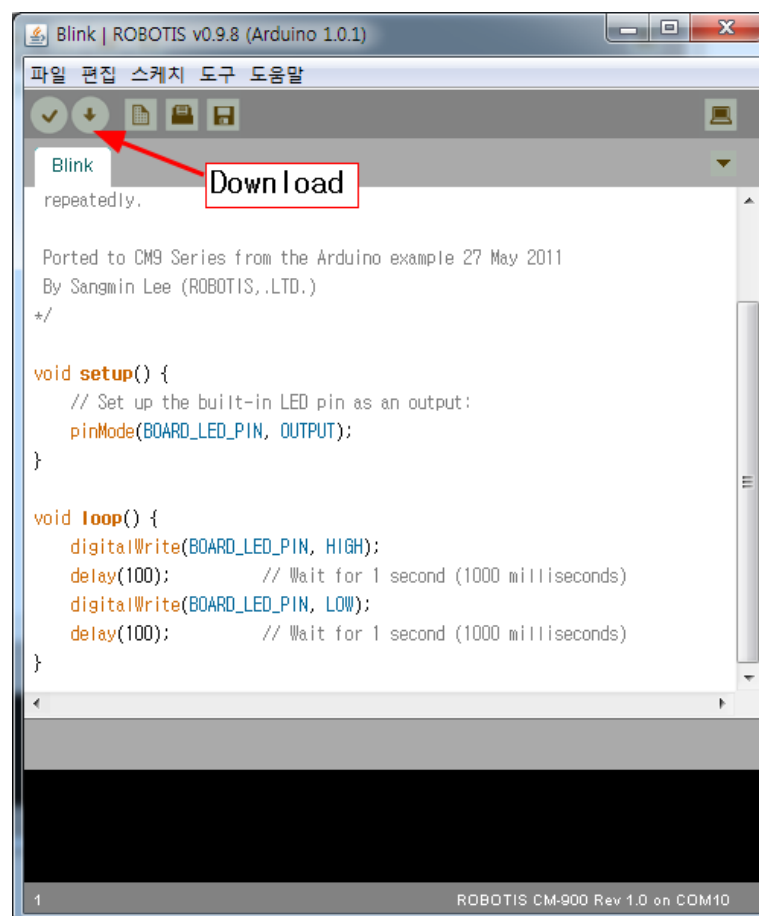 Blink | ROBOTIS v0.9.8 (Arduino 1.0.1)
파일 편집 스케치 도구 도움말
Blink
Download
repeatedly.
Ported to CM9 Series from the Arduino example 27 May 2011
By Sangmin Lee (ROBOTIS,.LTD.)
*/
void setup() {
// Set up the built-in LED pin as an output:
pinMode(BOARD_LED_PIN, OUTPUT);
}
void loop() {
digitalWrite(BOARD_LED_PIN, HIGH);
delay(100); // Wait for 1 second (1000 milliseconds)
digitalWrite(BOARD_LED_PIN, LOW);
delay(100); // Wait for 1 second (1000 milliseconds)
}
1 ROBOTIS CM-900 Rev 1.0 on COM10